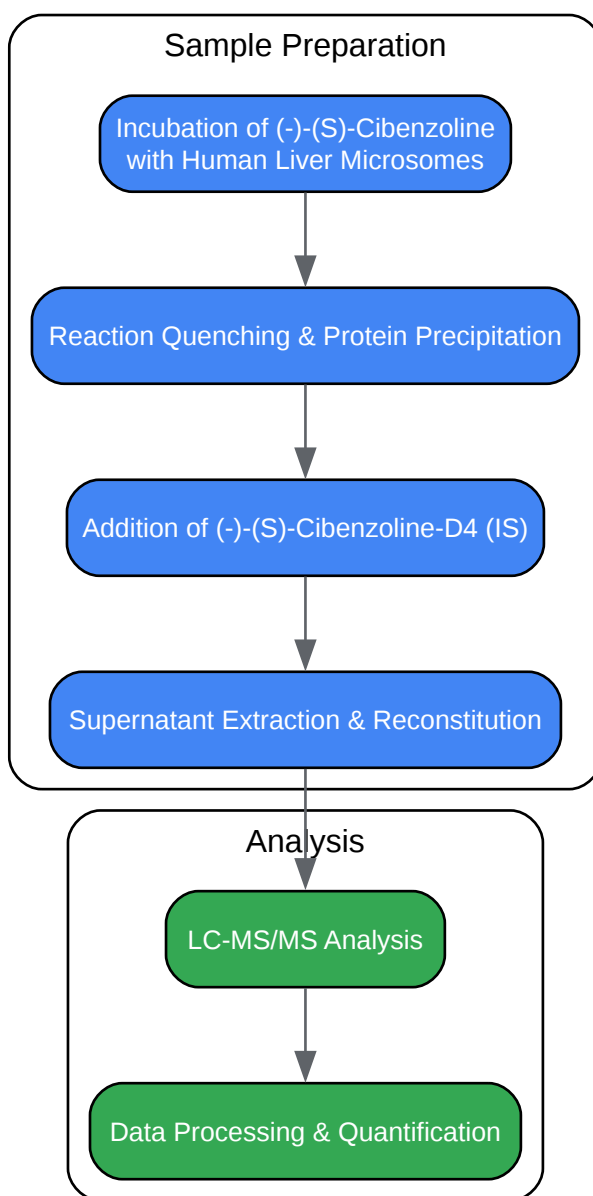 Sample Preparation
Incubation of (-)-(S)-Cibenzoline
with Human Liver Microsomes
Reaction Quenching & Protein Precipitation
Addition of (-)-(S)-Cibenzoline-D4 (IS)
Supernatant Extraction & Reconstitution
Analysis
LC-MS/MS Analysis
Data Processing & Quantification